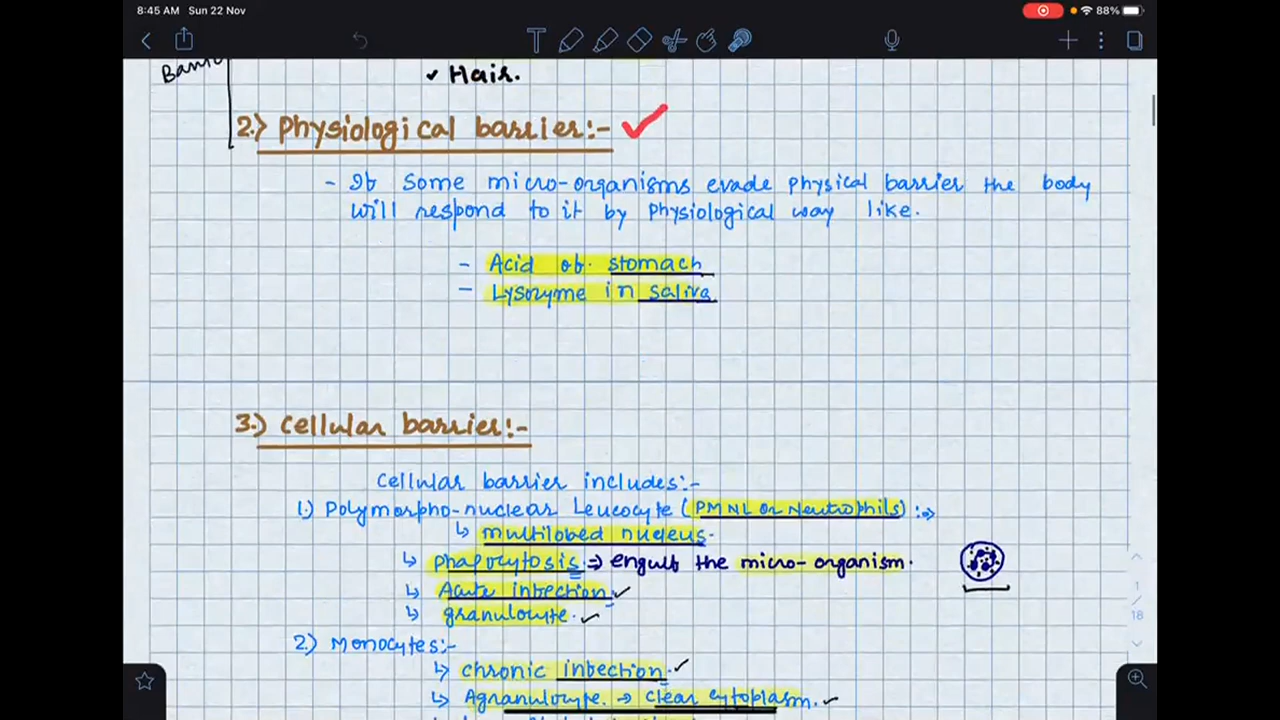 8:45 AM Sun 22 Nov
88%
✓ Hair.
2.) Physiological barrier:- ✓
- If some micro-organisms evade physical barrier the body
will respond to it by physiological way like.
- Acid of stomach
- Lysozyme in saliva
3.) Cellular barrier:-
Cellular barrier includes:-
1.) Polymorpho-nuclear Leucocyte (PMNL or Neutrophils) :→
↳ multilobed nucleus.
↳ phagocytosis ⇒ engulf the micro-organism.
↳ Acute infection ✓
↳ granulocyte. ✓
2.) Monocytes:-
↳ chronic infection. ✓
↳ Agranulocyte. → clear cytoplasm. ✓
1
/
18